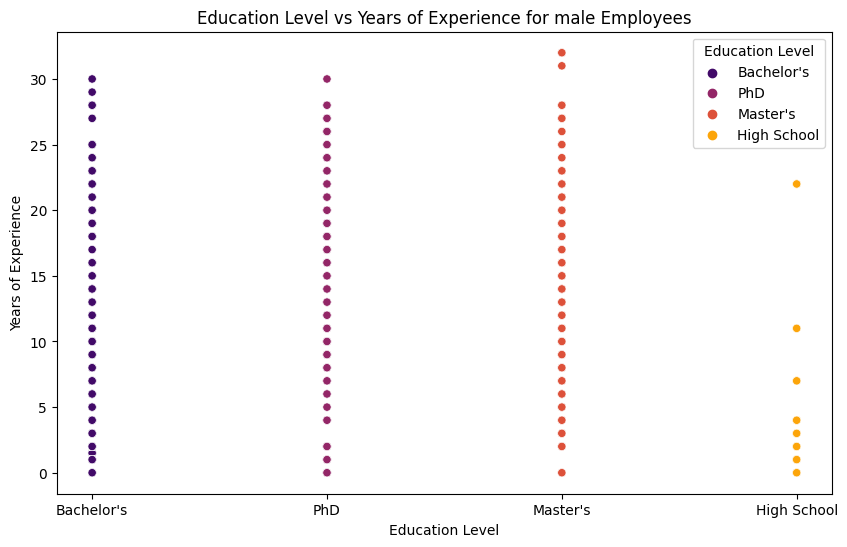 Education Level vs Years of Experience for male Employees
Education Level
Bachelor's
PhD
Master's
High School
Years of Experience
30
25
20
15
10
5
0
Bachelor's
PhD
Master's
High School
Education Level